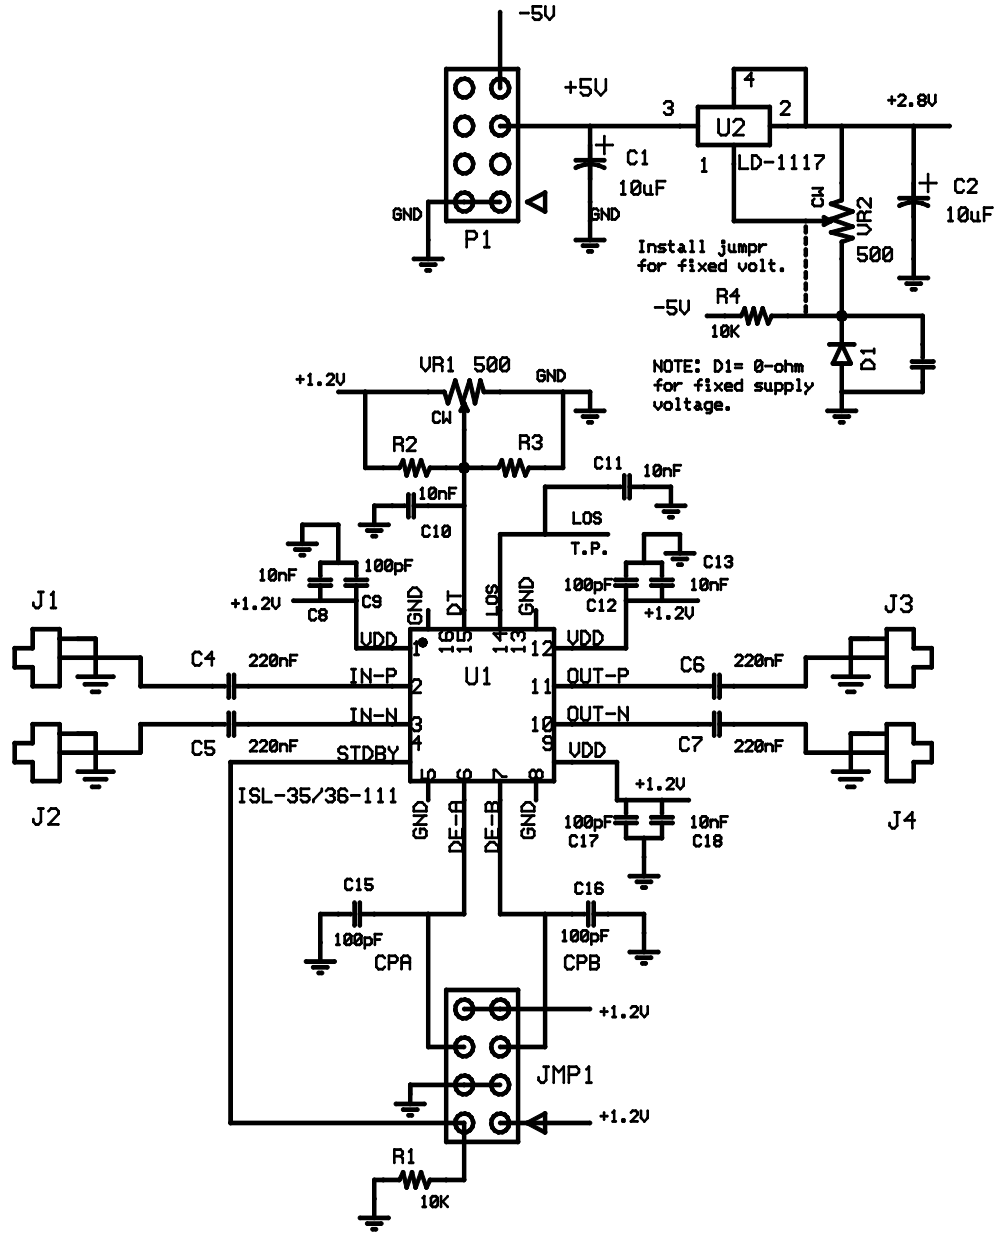 -5V
+5V
3
4
2
+2.8V
U2
C1
10uF
1
LD-1117
CW
VR2
500
C2
10uF
GND
GND
P1
Install jumpr
for fixed volt.
-5V
R4
10K
D1
NOTE: D1= 0-ohm
for fixed supply
voltage.
VR1 500
GND
+1.2V
CW
R2
R3
10nF
C10
C11
10nF
LOS
T.P.
10nF
100pF
+1.2V
C8
C9
100pF
C13
10nF
C12
+1.2V
GND
DT
LOS
GND
16
15
14
13
J1
J3
VDD
1
12
VDD
U1
C4
220nF
IN-P
2
11
OUT-P
C6
220nF
C5
220nF
IN-N
3
10
OUT-N
C7
220nF
STDBY
4
9
VDD
5
6
7
8
J2
J4
ISL-35/36-111
GND
DE-A
DE-B
GND
+1.2V
100pF
C17
10nF
C18
C15
100pF
CPA
C16
100pF
CPB
+1.2V
JMP1
+1.2V
R1
10K